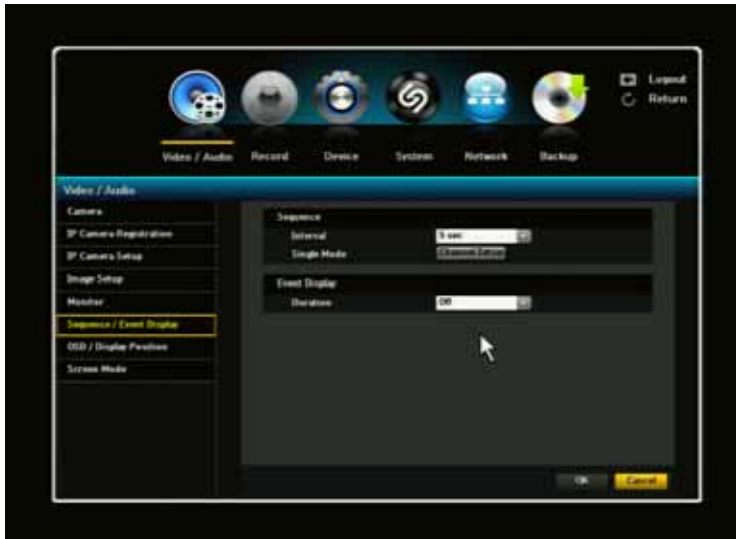 Logout
Return
Video / Audio
Record
Device
System
Network
Backup
Video / Audio
Camera
IP Camera Registration
IP Camera Setup
Image Setup
Monitor
Sequence / Event Display
OSD / Display Position
Screen Mode
Sequence
Interval
5 sec
Single Mode
Channel Setup
Event Display
Duration
Off
OK
Cancel